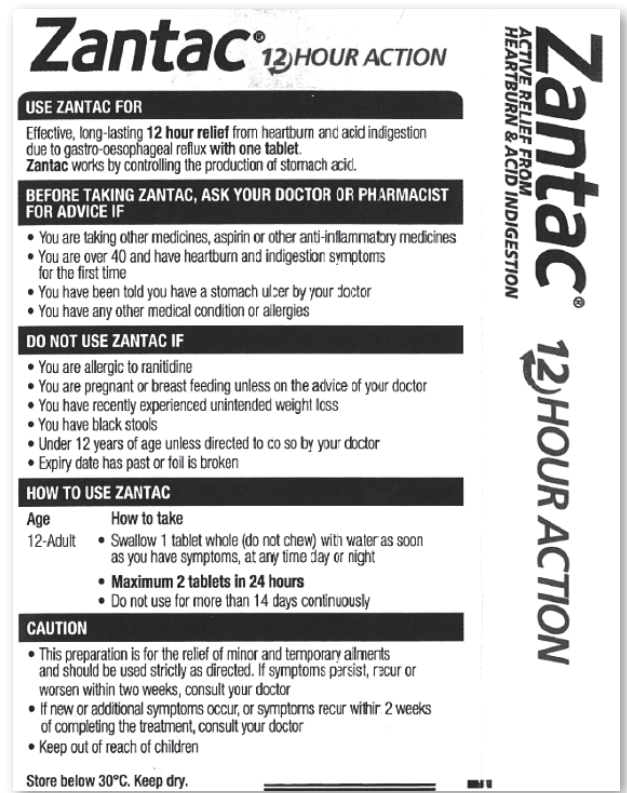 Zantac® 12 HOUR ACTION
USE ZANTAC FOR
Effective, long-lasting 12 hour relief from heartburn and acid indigestion
due to gastro-oesophageal reflux with one tablet.
Zantac works by controlling the production of stomach acid.
BEFORE TAKING ZANTAC, ASK YOUR DOCTOR OR PHARMACIST
FOR ADVICE IF
• You are taking other medicines, aspirin or other anti-inflammatory medicines
• You are over 40 and have heartburn and indigestion symptoms
for the first time
• You have been told you have a stomach ulcer by your doctor
• You have any other medical condition or allergies
DO NOT USE ZANTAC IF
• You are allergic to ranitidine
• You are pregnant or breast feeding unless on the advice of your doctor
• You have recently experienced unintended weight loss
• You have black stools
• Under 12 years of age unless directed to do so by your doctor
• Expiry date has past or foil is broken
HOW TO USE ZANTAC
Age How to take
12-Adult • Swallow 1 tablet whole (do not chew) with water as soon
as you have symptoms, at any time day or night
• Maximum 2 tablets in 24 hours
• Do not use for more than 14 days continuously
CAUTION
• This preparation is for the relief of minor and temporary ailments
and should be used strictly as directed. If symptoms persist, recur or
worsen within two weeks, consult your doctor
• If new or additional symptoms occur, or symptoms recur within 2 weeks
of completing the treatment, consult your doctor
• Keep out of reach of children
Store below 30°C. Keep dry.
Zantac® 12 HOUR ACTION
ACTIVE RELIEF FROM
HEARTBURN & ACID INDIGESTION